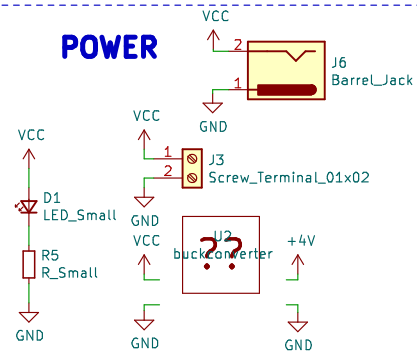 POWER
VCC
2
J6
Barrel_Jack
1
GND
VCC
VCC
1
J3
2
Screw_Terminal_01x02
D1
LED_Small
GND
U2
VCC
??
buckconverter
+4V
R5
R_Small
GND
GND
GND